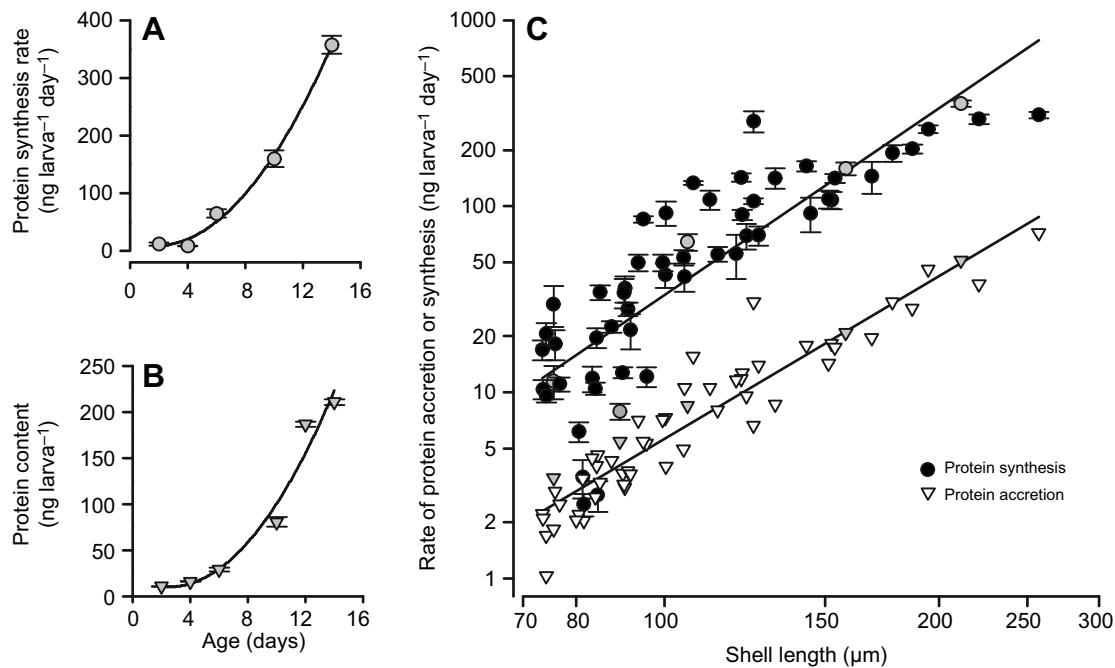 A
Protein synthesis rate
(ng larva⁻¹ day⁻¹)
400
300
200
100
0
0 4 8 12 16
B
Protein content
(ng larva⁻¹)
250
200
150
100
50
0
0 4 8 12 16
Age (days)
C
Rate of protein accretion or synthesis (ng larva⁻¹ day⁻¹)
1000
500
200
100
50
20
10
5
2
1
Protein synthesis
Protein accretion
70 80 100 150 200 250 300
Shell length (µm)